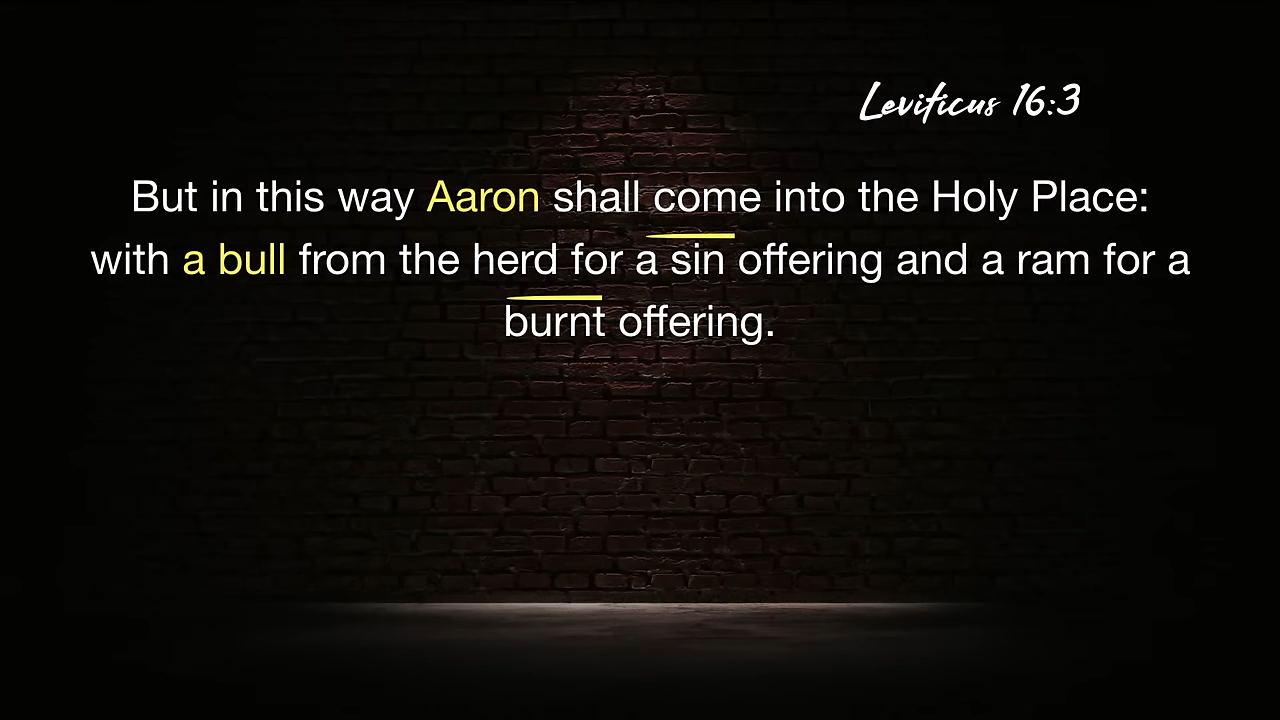 Leviticus 16:3
But in this way Aaron shall come into the Holy Place:
with a bull from the herd for a sin offering and a ram for a
burnt offering.